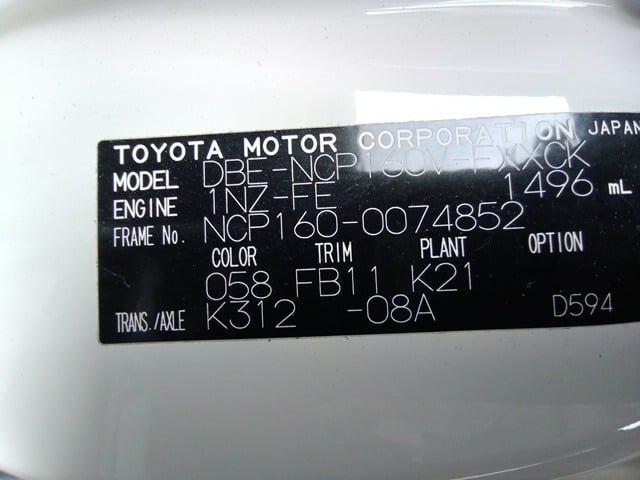 TOYOTA MOTOR CORPORATION JAPAN
MODEL DBE-NCP160V-EXXCK
ENGINE 1NZ-FE 1496 mL
FRAME No. NCP160-0074852
COLOR TRIM PLANT OPTION
058 FB11 K21
TRANS./AXLE K312 -08A D594